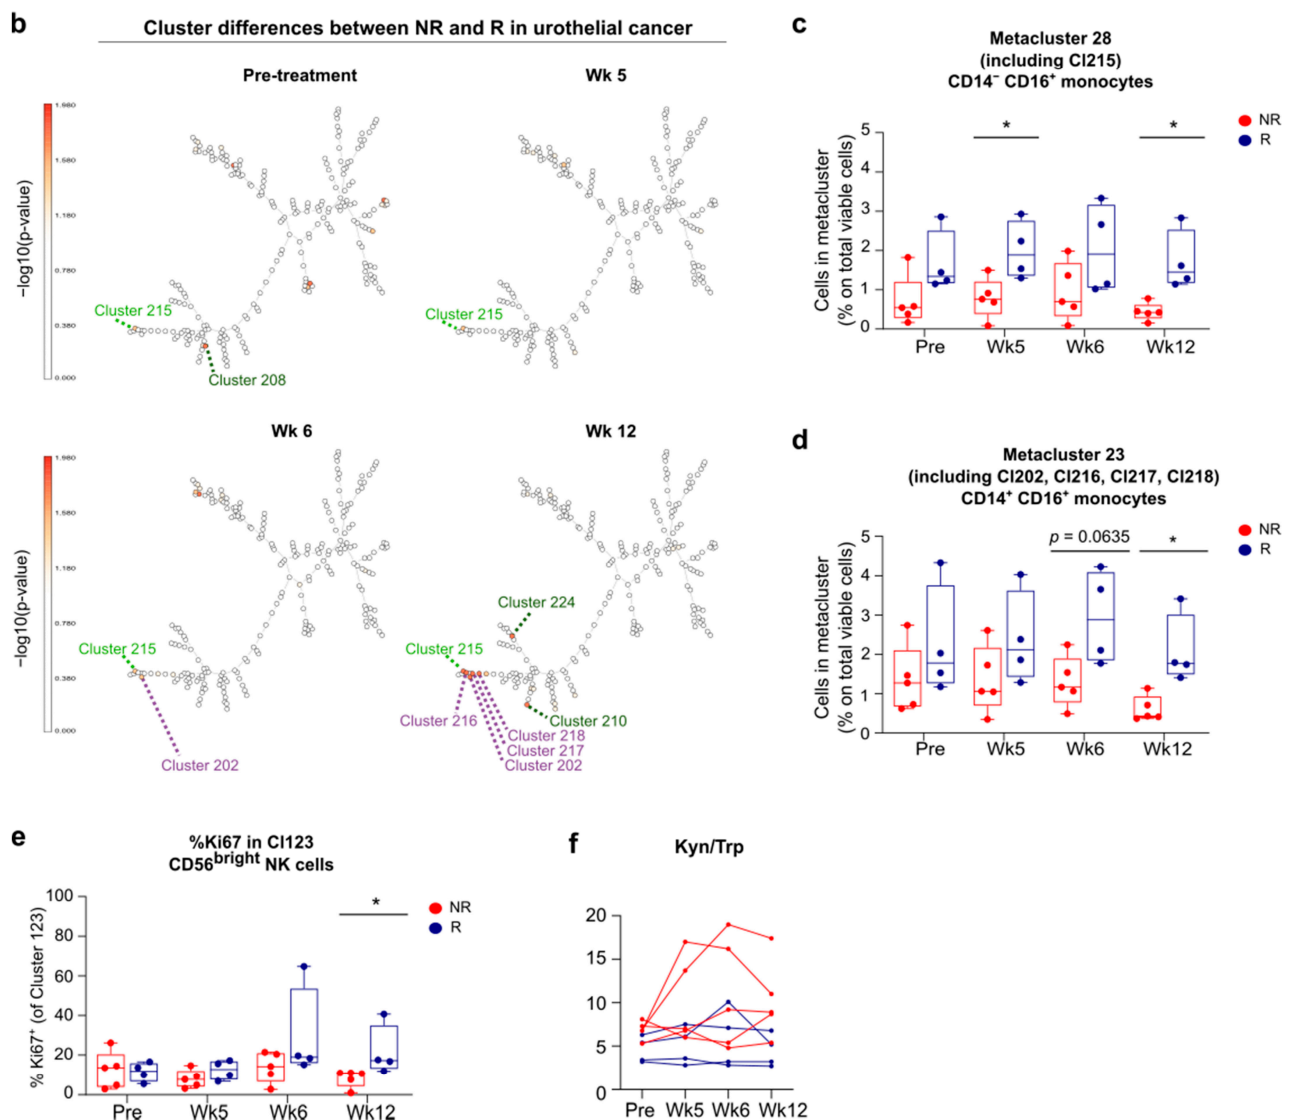 b
Cluster differences between NR and R in urothelial cancer
Pre-treatment
Wk 5
−log10(p-value)
1.980
1.580
1.180
0.780
0.380
0.000
Cluster 215
Cluster 208
Cluster 215
Wk 6
Wk 12
−log10(p-value)
1.980
1.580
1.180
0.780
0.380
0.000
Cluster 215
Cluster 202
Cluster 224
Cluster 215
Cluster 216
Cluster 210
Cluster 218
Cluster 217
Cluster 202
c
Metacluster 28
(including Cl215)
CD14⁻ CD16⁺ monocytes
NR
R
* *
Cells in metacluster
(% on total viable cells)
5
4
3
2
1
0
Pre Wk5 Wk6 Wk12
d
Metacluster 23
(including Cl202, Cl216, Cl217, Cl218)
CD14⁺ CD16⁺ monocytes
NR
R
p = 0.0635 *
Cells in metacluster
(% on total viable cells)
5
4
3
2
1
0
Pre Wk5 Wk6 Wk12
e
%Ki67 in Cl123
CD56bright NK cells
NR
R
*
% Ki67⁺ (of Cluster 123)
100
80
60
40
20
0
Pre Wk5 Wk6 Wk12
f
Kyn/Trp
20
15
10
5
0
Pre Wk5 Wk6 Wk12